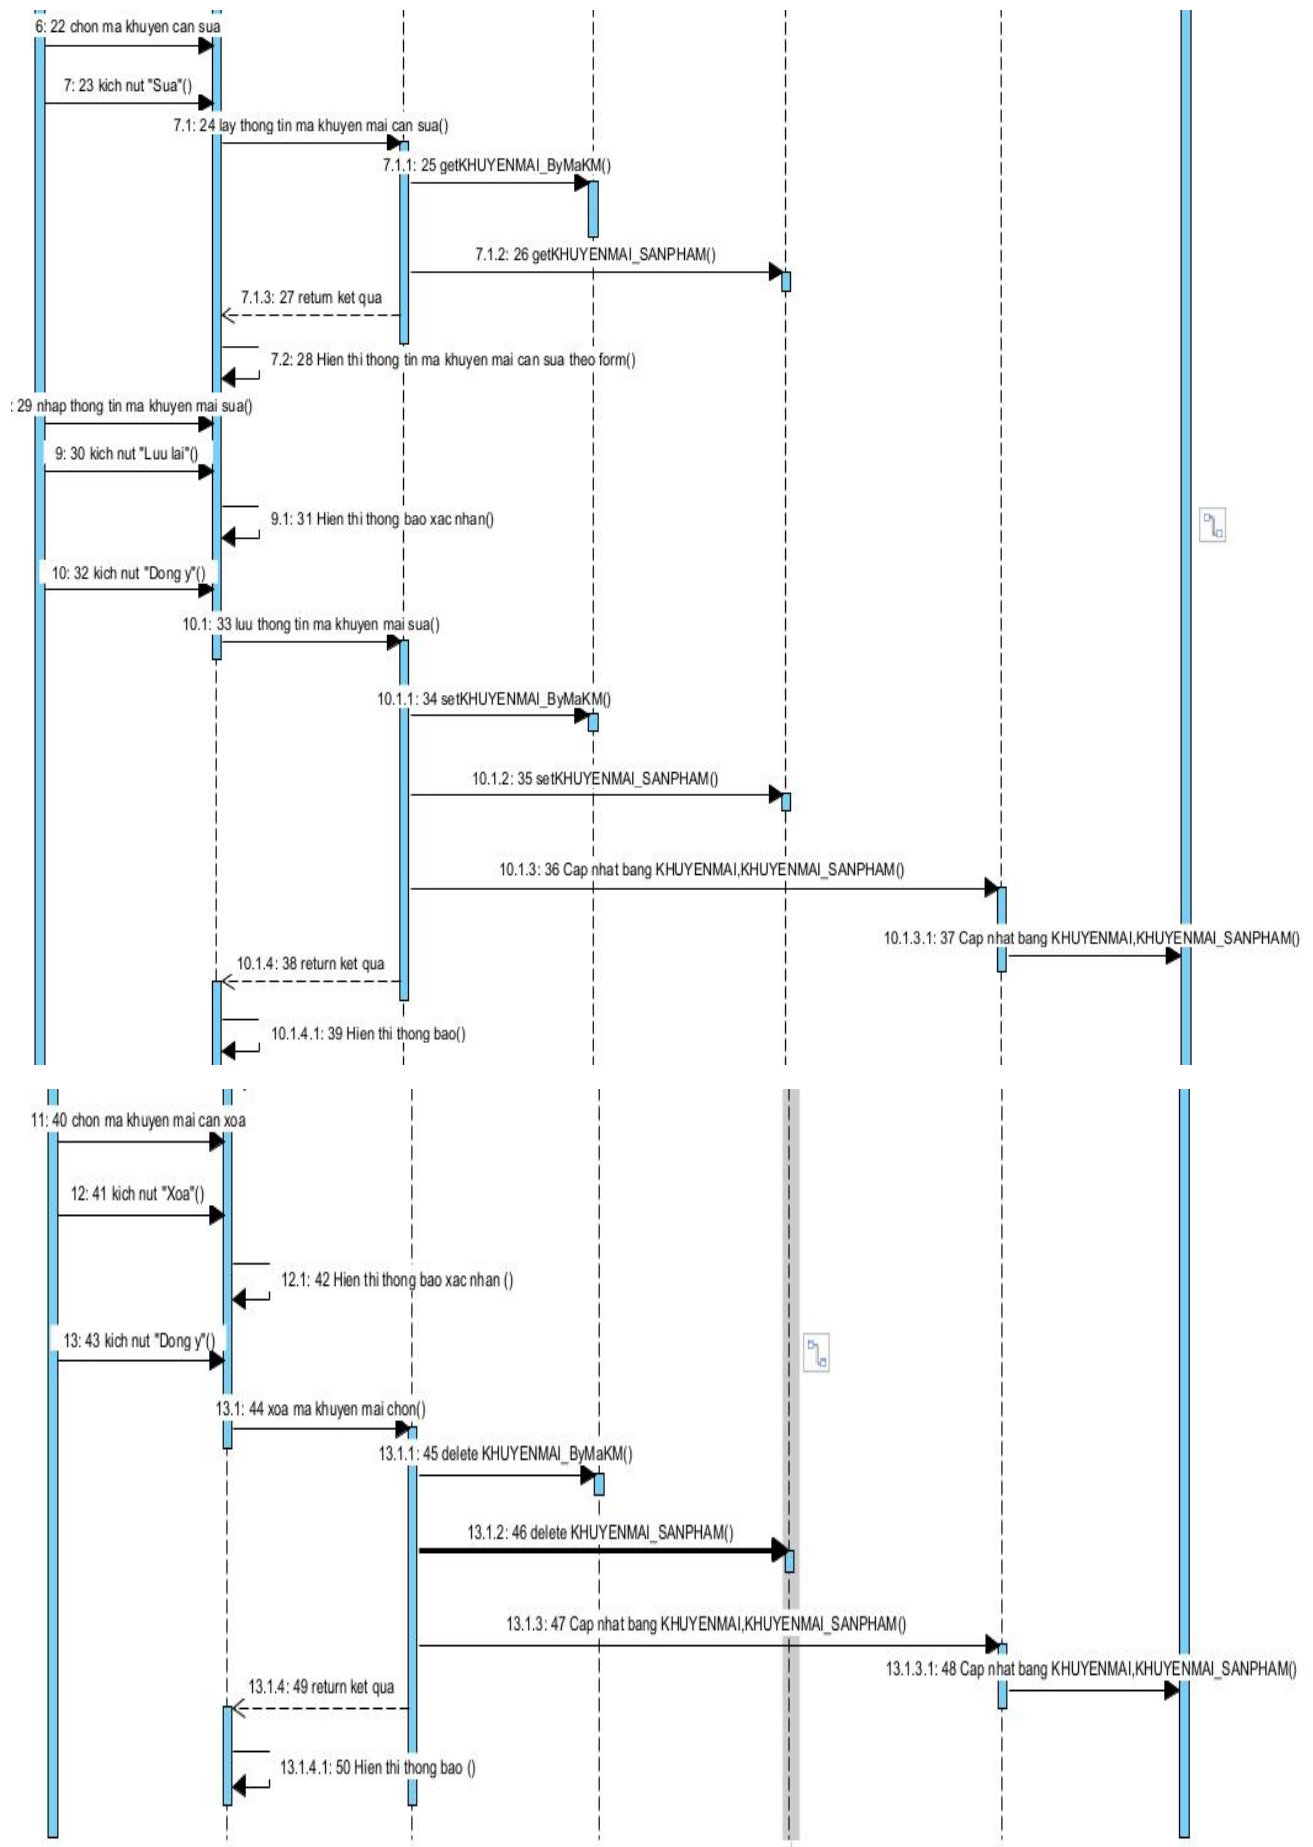 6: 22 chon ma khuyen can sua
7: 23 kich nut "Sua"()
7.1: 24 lay thong tin ma khuyen mai can sua()
7.1.1: 25 getKHUYENMAI_ByMaKM()
7.1.2: 26 getKHUYENMAI_SANPHAM()
7.1.3: 27 return ket qua
7.2: 28 Hien thi thong tin ma khuyen mai can sua theo form()
: 29 nhap thong tin ma khuyen mai sua()
9: 30 kich nut "Luu lai"()
9.1: 31 Hien thi thong bao xac nhan()
10: 32 kich nut "Dong y"()
10.1: 33 luu thong tin ma khuyen mai sua()
10.1.1: 34 setKHUYENMAI_ByMaKM()
10.1.2: 35 setKHUYENMAI_SANPHAM()
10.1.3: 36 Cap nhat bang KHUYENMAI,KHUYENMAI_SANPHAM()
10.1.3.1: 37 Cap nhat bang KHUYENMAI,KHUYENMAI_SANPHAM()
10.1.4: 38 return ket qua
10.1.4.1: 39 Hien thi thong bao()
11: 40 chon ma khuyen mai can xoa
12: 41 kich nut "Xoa"()
12.1: 42 Hien thi thong bao xac nhan ()
13: 43 kich nut "Dong y"()
13.1: 44 xoa ma khuyen mai chon()
13.1.1: 45 delete KHUYENMAI_ByMaKM()
13.1.2: 46 delete KHUYENMAI_SANPHAM()
13.1.3: 47 Cap nhat bang KHUYENMAI,KHUYENMAI_SANPHAM()
13.1.3.1: 48 Cap nhat bang KHUYENMAI,KHUYENMAI_SANPHAM()
13.1.4: 49 return ket qua
13.1.4.1: 50 Hien thi thong bao ()